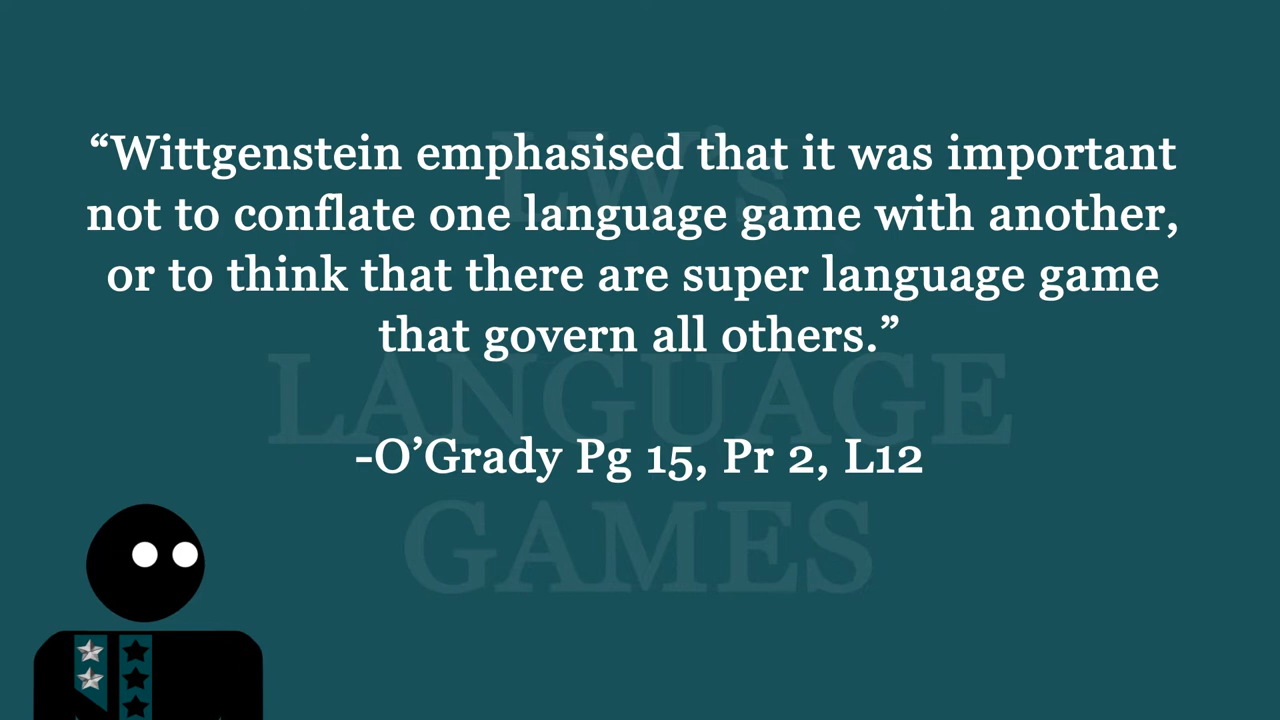 LW's
“Wittgenstein emphasised that it was important
not to conflate one language game with another,
or to think that there are super language game
that govern all others.”
LANGUAGE
-O’Grady Pg 15, Pr 2, L12
GAMES